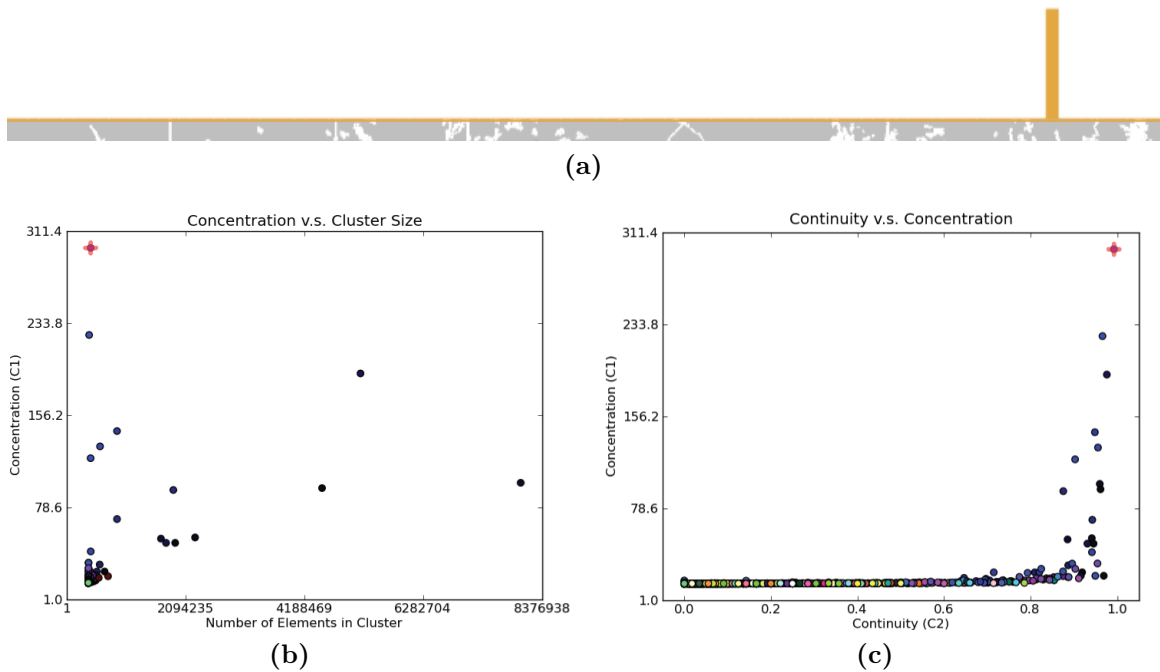 (a)
Concentration v.s. Cluster Size
311.4
233.8
156.2
78.6
1.0
Concentration (C1)
1
2094235
4188469
6282704
8376938
Number of Elements in Cluster
(b)
Continuity v.s. Concentration
311.4
233.8
156.2
78.6
1.0
Concentration (C1)
0.0
0.2
0.4
0.6
0.8
1.0
Continuity (C2)
(c)